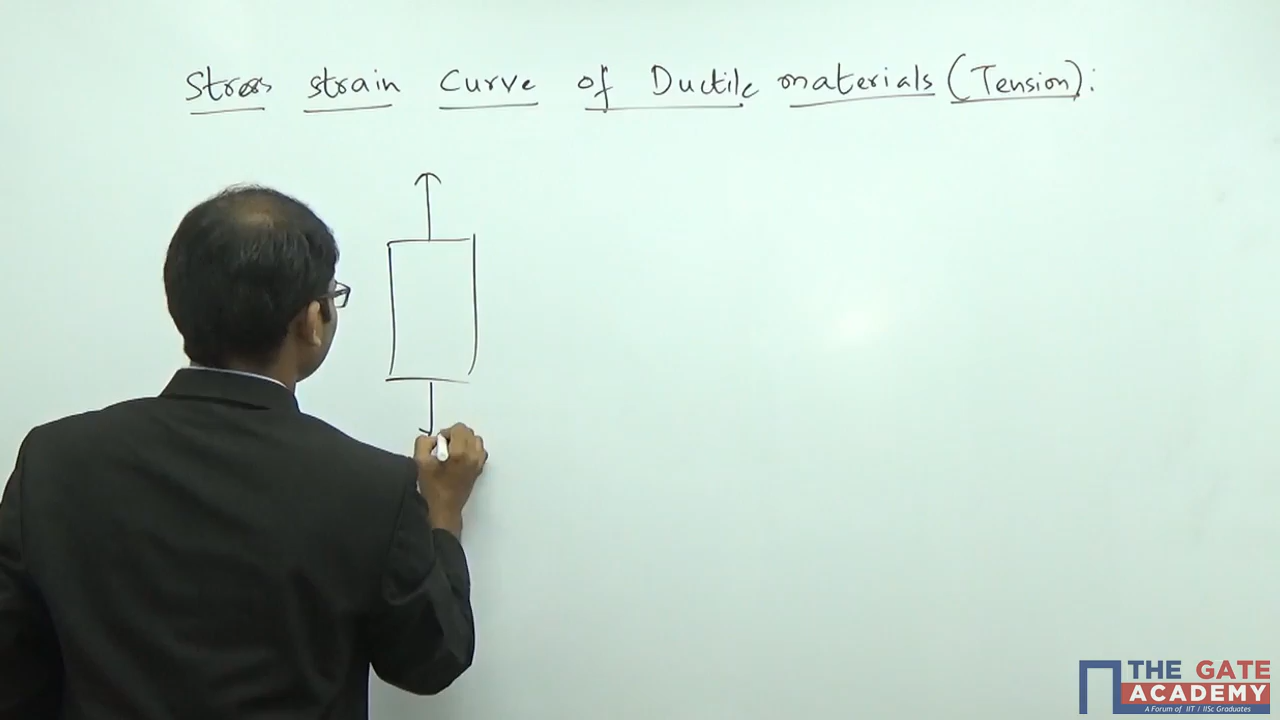 Stress strain Curve of Ductile materials (Tension):
THE GATE
ACADEMY
A Forum of IIT / IISc Graduates